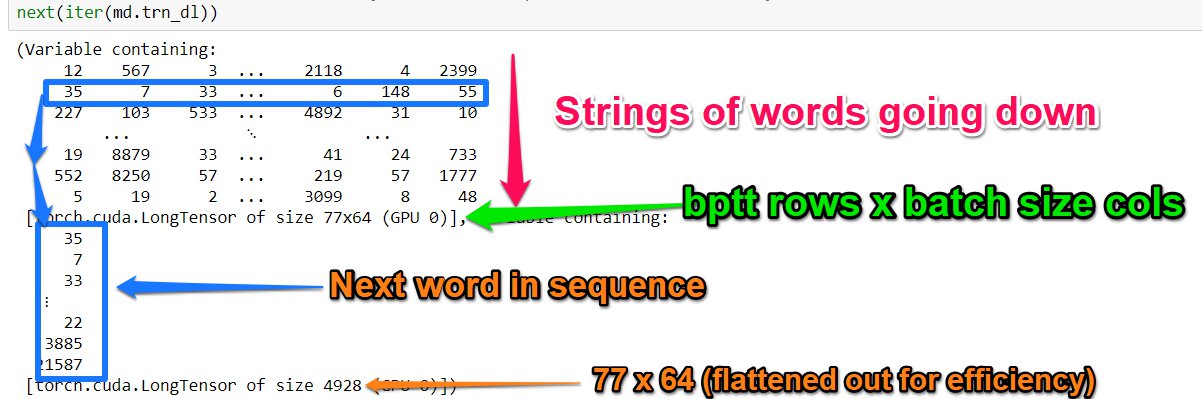 next(iter(md.trn_dl))
(Variable containing:
12 567 3 ... 2118 4 2399
35 7 33 ... 6 148 55
227 103 533 ... 4892 31 10
... ⋱ ...
19 8879 33 ... 41 24 733
552 8250 57 ... 219 57 1777
5 19 2 ... 3099 8 48
Strings of words going down
[torch.cuda.LongTensor of size 77x64 (GPU 0)], containing:
bptt rows x batch size cols
35
7
33
⋮
22
3885
21587
Next word in sequence
[torch.cuda.LongTensor of size 4928 (GPU 0)])
77 x 64 (flattened out for efficiency)